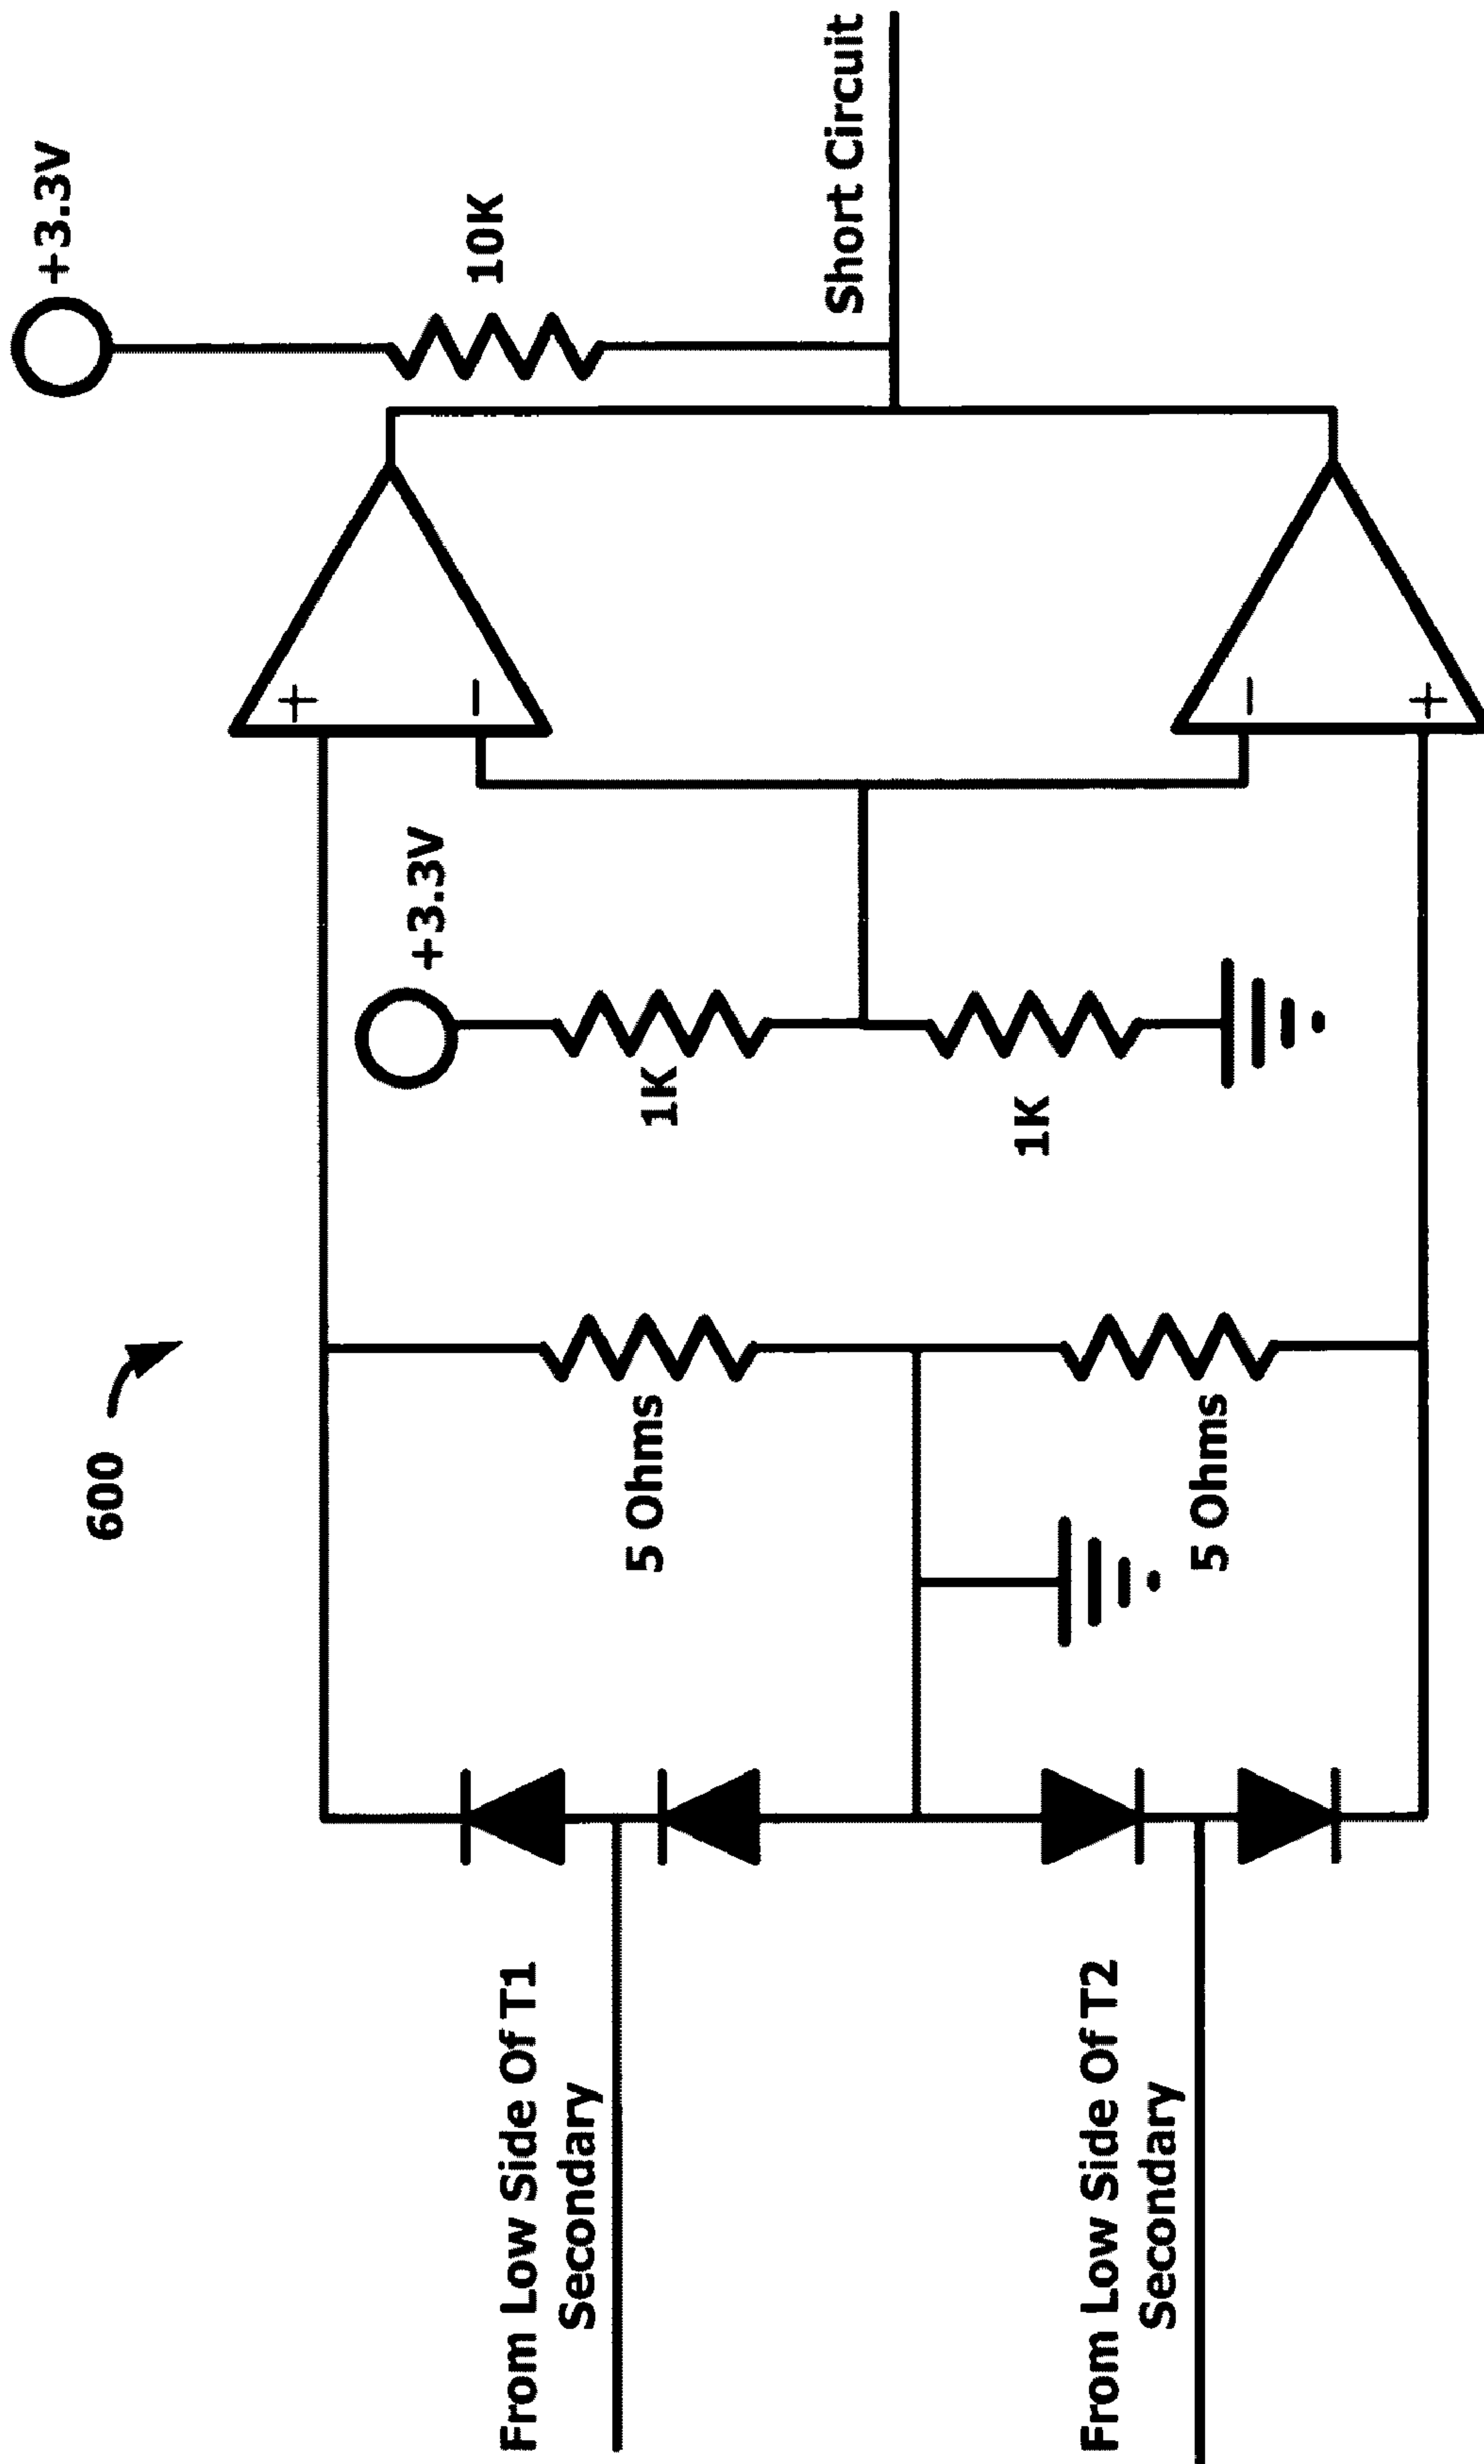 600
+3.3V
10K
Short Circuit
+
−
+3.3V
1K
1K
−
+
5 Ohms
5 Ohms
From Low Side Of T1
Secondary
From Low Side Of T2
Secondary